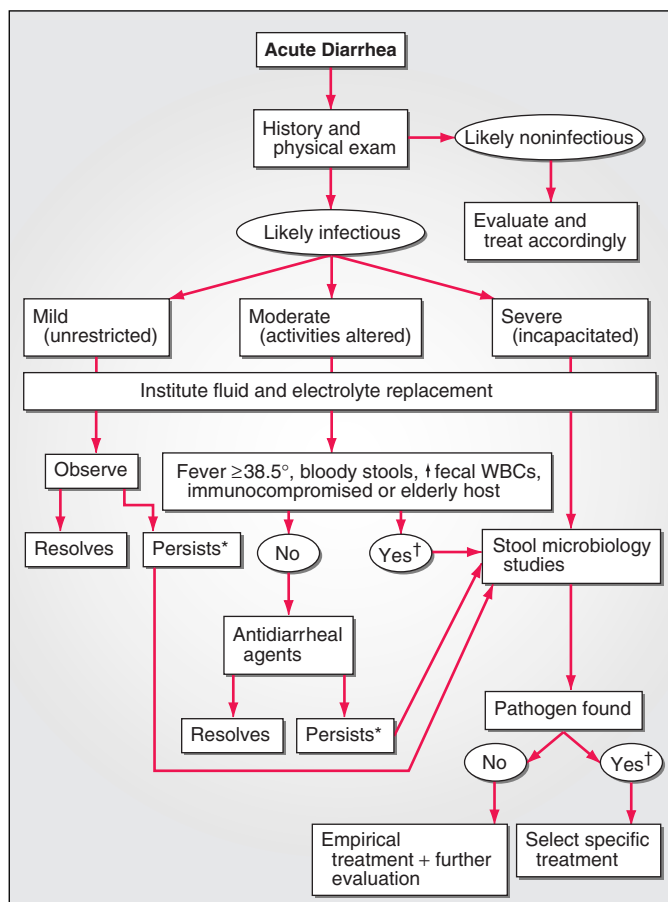 Acute Diarrhea
History and
physical exam
Likely noninfectious
Evaluate and
treat accordingly
Likely infectious
Mild
(unrestricted)
Moderate
(activities altered)
Severe
(incapacitated)
Institute fluid and electrolyte replacement
Observe
Fever ≥38.5°, bloody stools, ↑fecal WBCs,
immunocompromised or elderly host
Resolves
Persists*
No
Yes†
Stool microbiology
studies
Antidiarrheal
agents
Resolves
Persists*
Pathogen found
No
Yes†
Empirical
treatment + further
evaluation
Select specific
treatment